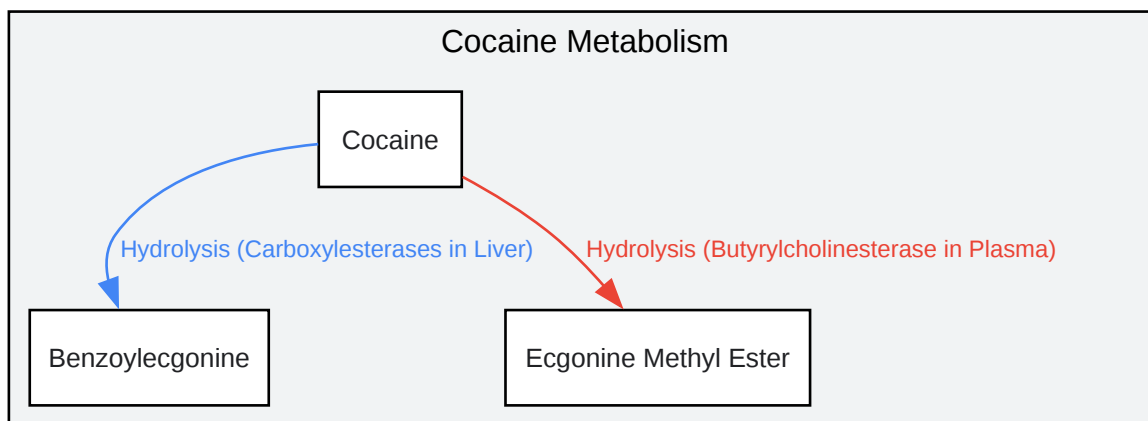 Cocaine Metabolism
Cocaine
Hydrolysis (Carboxylesterases in Liver)
Hydrolysis (Butyrylcholinesterase in Plasma)
Benzoylecgonine
Ecgonine Methyl Ester